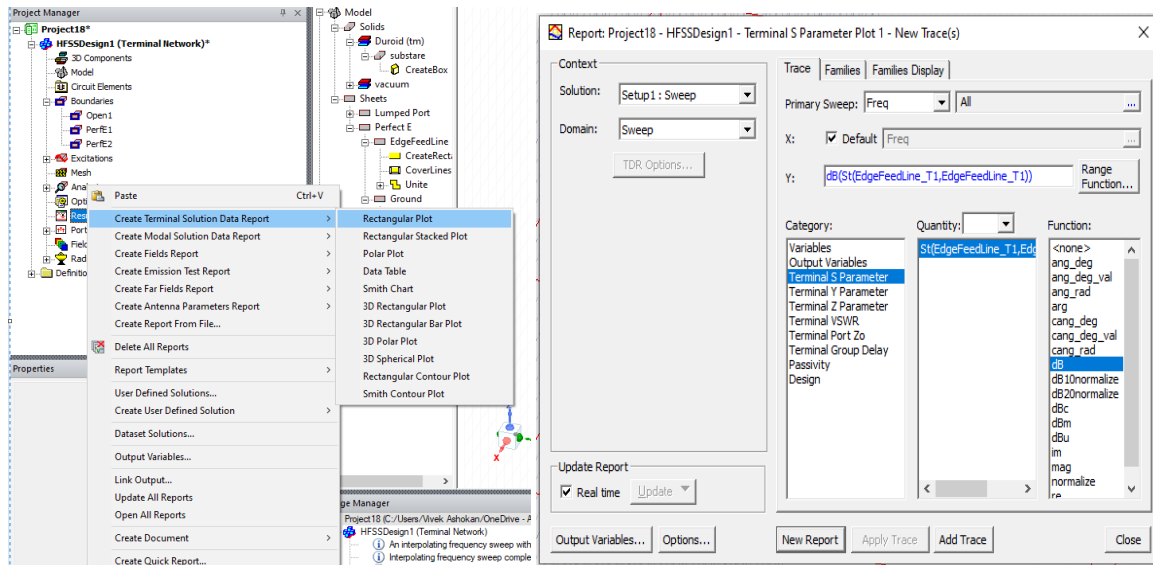 Project Manager
Project18*
HFSSDesign1 (Terminal Network)*
3D Components
Model
Circuit Elements
Boundaries
Open1
PerfE1
PerfE2
Excitations
Mesh
Anal
Opti
Res
Port
Field
Rad
Definitio
Properties
Model
Solids
Duroid (tm)
substare
CreateBox
vacuum
Sheets
Lumped Port
Perfect E
EdgeFeedLine
CreateRect
CoverLines
Unite
Ground
Paste Ctrl+V
Create Terminal Solution Data Report >
Create Modal Solution Data Report >
Create Fields Report >
Create Emission Test Report >
Create Far Fields Report >
Create Antenna Parameters Report >
Create Report From File...
Delete All Reports
Report Templates >
User Defined Solutions...
Create User Defined Solution >
Dataset Solutions...
Output Variables...
Link Output...
Update All Reports
Open All Reports
Create Document >
Create Quick Report...
Rectangular Plot
Rectangular Stacked Plot
Polar Plot
Data Table
Smith Chart
3D Rectangular Plot
3D Rectangular Bar Plot
3D Polar Plot
3D Spherical Plot
Rectangular Contour Plot
Smith Contour Plot
X
ge Manager
Project18 (C:/Users/Vivek Ashokan/OneDrive - A
HFSSDesign1 (Terminal Network)
An interpolating frequency sweep with
Interpolating frequency sweep comple
Report: Project18 - HFSSDesign1 - Terminal S Parameter Plot 1 - New Trace(s)
Context
Solution: Setup1 : Sweep
Domain: Sweep
TDR Options...
Update Report
Real time Update
Output Variables... Options...
Trace Families Families Display
Primary Sweep: Freq All ...
X: Default Freq ...
Y: dB(St(EdgeFeedLine_T1,EdgeFeedLine_T1)) Range Function...
Category: Quantity: Function:
Variables
Output Variables
Terminal S Parameter
Terminal Y Parameter
Terminal Z Parameter
Terminal VSWR
Terminal Port Zo
Terminal Group Delay
Passivity
Design
St(EdgeFeedLine_T1,Edg
<none>
ang_deg
ang_deg_val
ang_rad
arg
cang_deg
cang_deg_val
cang_rad
dB
dB10normalize
dB20normalize
dBc
dBm
dBu
im
mag
normalize
re
New Report Apply Trace Add Trace Close